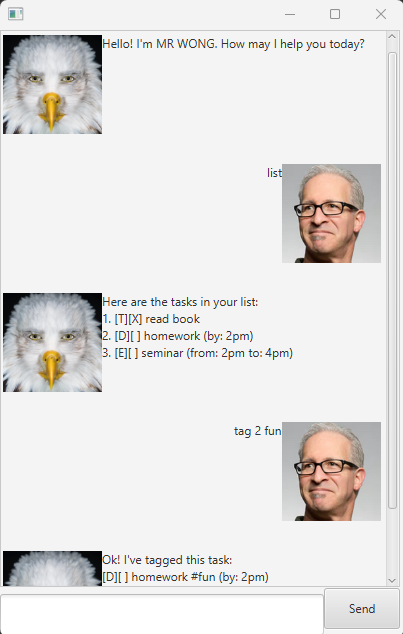 Hello! I'm MR WONG. How may I help you today?
list
Here are the tasks in your list:
1. [T][X] read book
2. [D][ ] homework (by: 2pm)
3. [E][ ] seminar (from: 2pm to: 4pm)
tag 2 fun
Ok! I've tagged this task:
[D][ ] homework #fun (by: 2pm)
Send